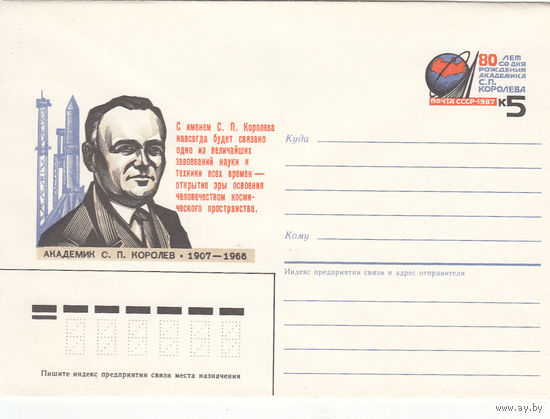 80 ЛЕТ
СО ДНЯ
РОЖДЕНИЯ
АКАДЕМИКА
С.П.
КОРОЛЕВА
ПОЧТА СССР•1987
К5
С именем С. П. Королева
навсегда будет связано
одно из величайших
завоеваний науки и
техники всех времен —
открытие эры освоения
человечеством косми-
ческого пространства.
АКАДЕМИК С. П. КОРОЛЕВ • 1907—1966
Куда
Кому
Индекс предприятия связи и адрес отправителя
Пишите индекс предприятия связи места назначения
www.ay.by